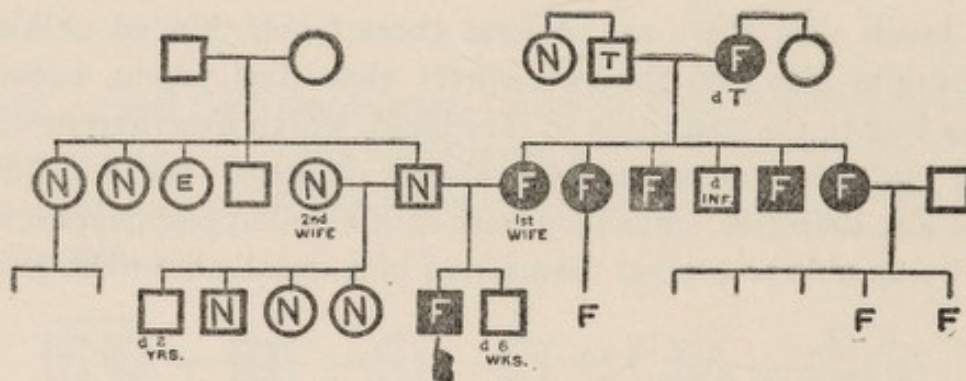 N T F
d T
N N E N N F F F d F F
INF.
2nd 1st
WIFE WIFE
N N N F F F F
d 2 d 6
YRS. WKS.